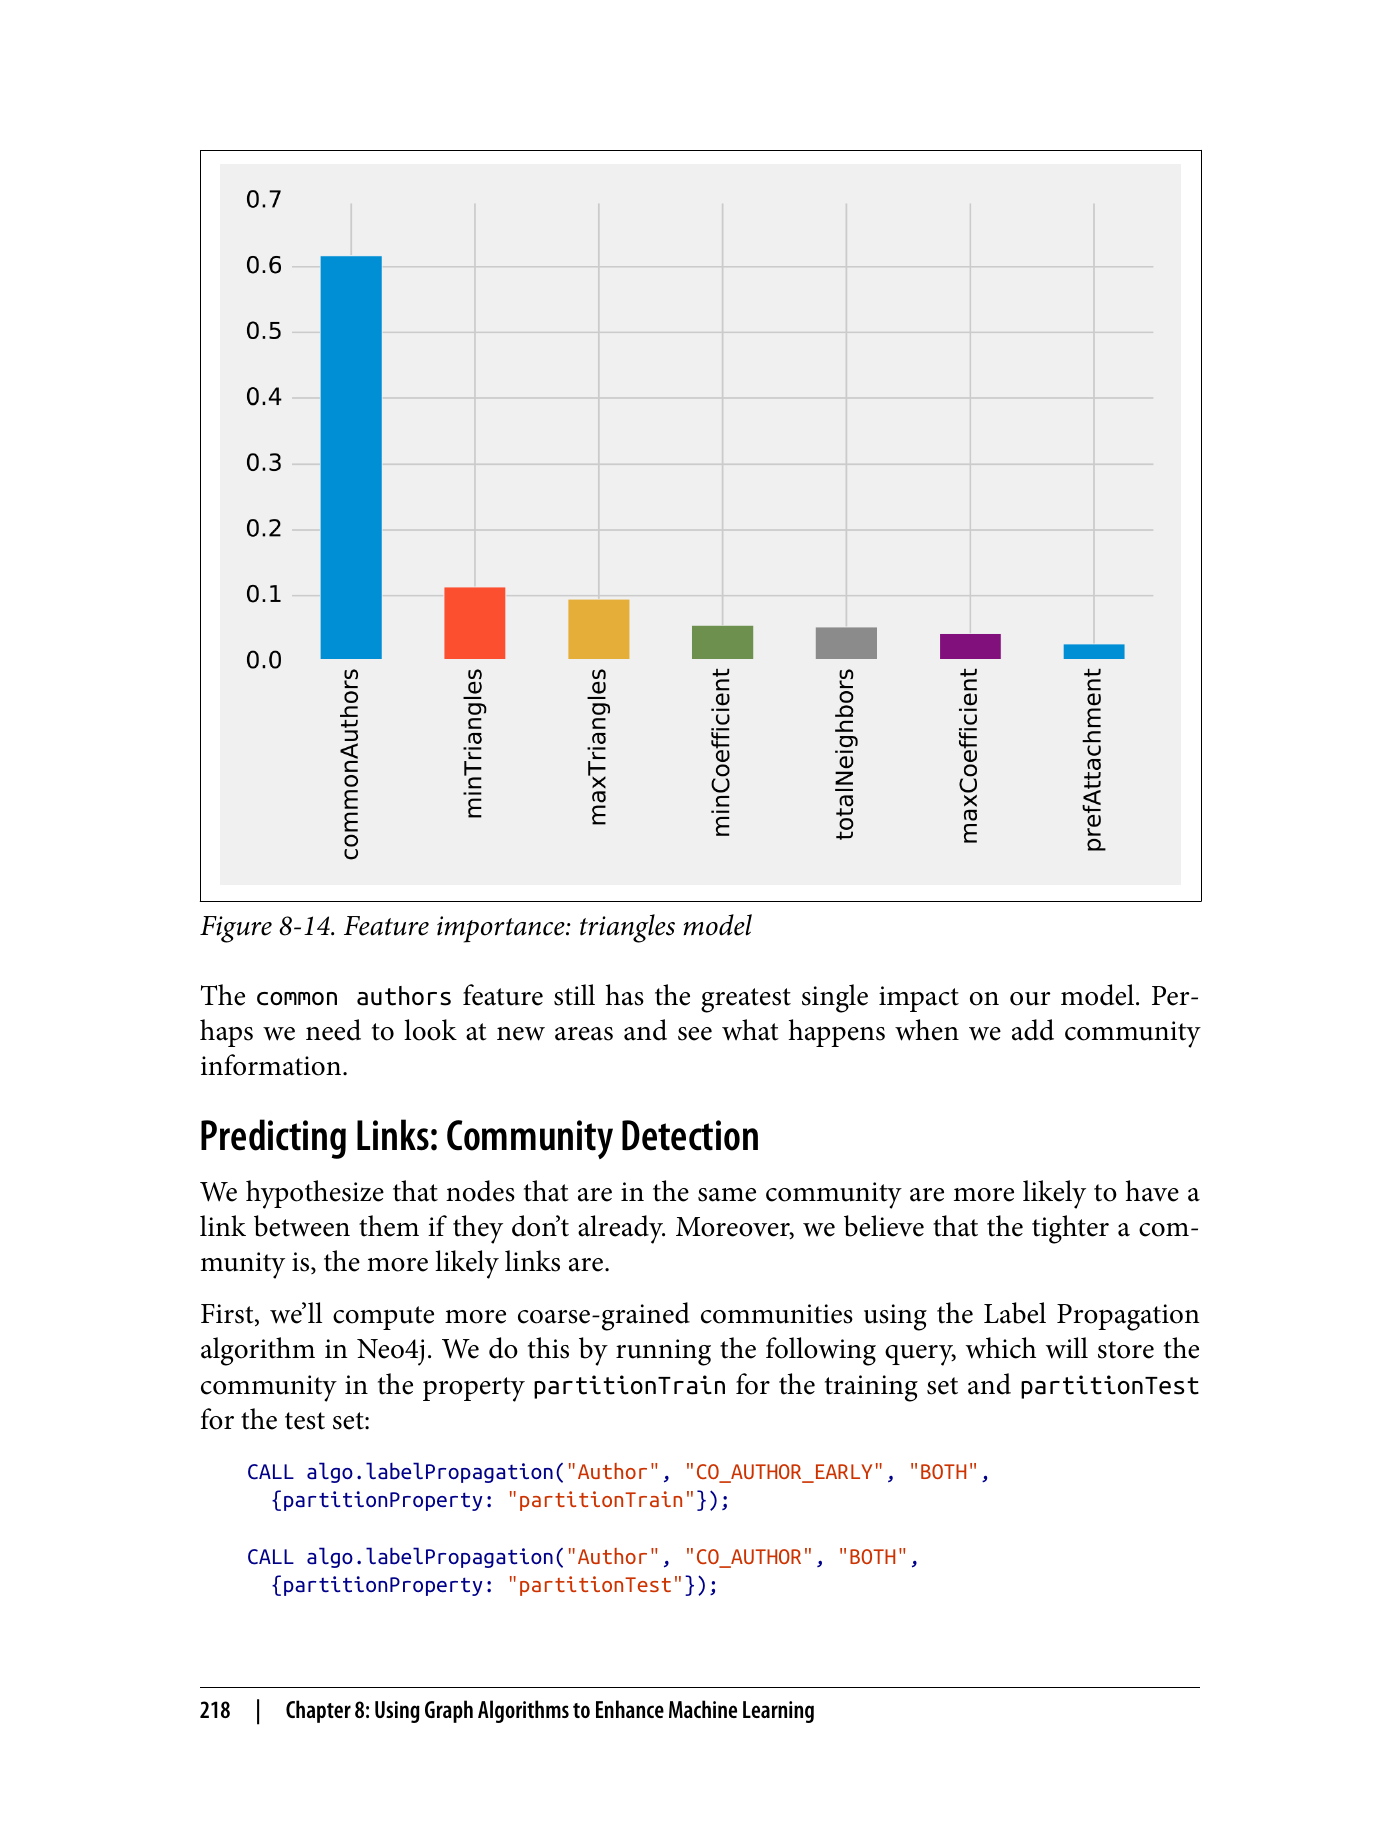 0.7
0.6
0.5
0.4
0.3
0.2
0.1
0.0
commonAuthors
minTriangles
maxTriangles
minCoefficient
totalNeighbors
maxCoefficient
prefAttachment
Figure 8-14. Feature importance: triangles model
The common authors feature still has the greatest single impact on our model. Per-
haps we need to look at new areas and see what happens when we add community
information.
Predicting Links: Community Detection
We hypothesize that nodes that are in the same community are more likely to have a
link between them if they don’t already. Moreover, we believe that the tighter a com-
munity is, the more likely links are.
First, we’ll compute more coarse-grained communities using the Label Propagation
algorithm in Neo4j. We do this by running the following query, which will store the
community in the property partitionTrain for the training set and partitionTest
for the test set:
CALL algo.labelPropagation("Author", "CO_AUTHOR_EARLY", "BOTH",
{partitionProperty: "partitionTrain"});
CALL algo.labelPropagation("Author", "CO_AUTHOR", "BOTH",
{partitionProperty: "partitionTest"});
218 | Chapter 8: Using Graph Algorithms to Enhance Machine Learning